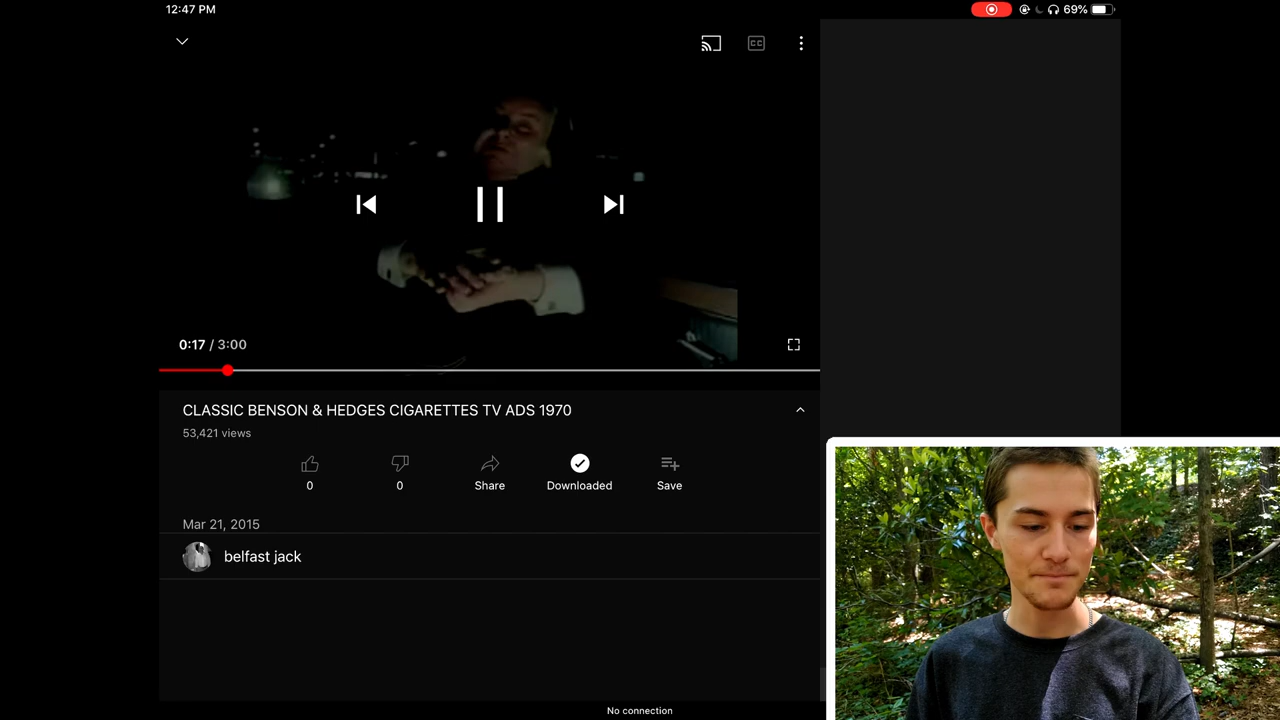 12:47 PM
69%
CC
0:17 / 3:00
CLASSIC BENSON & HEDGES CIGARETTES TV ADS 1970
53,421 views
0
0
Share
Downloaded
Save
Mar 21, 2015
belfast jack
No connection